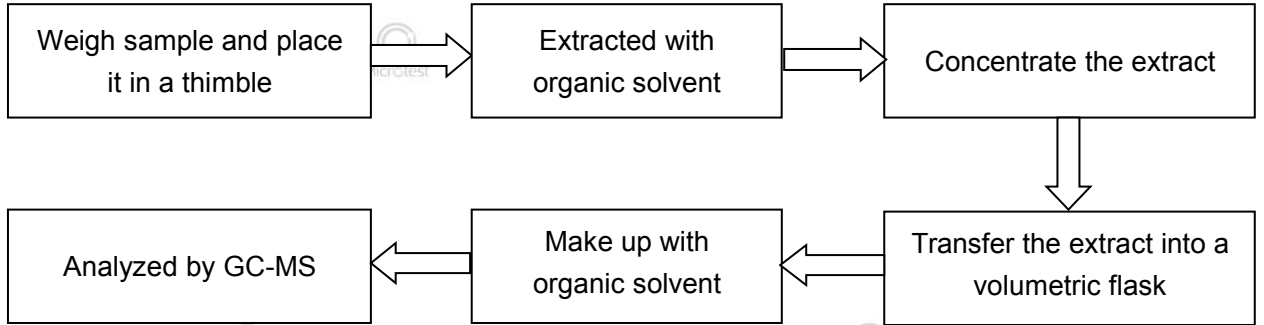 Weigh sample and place
it in a thimble
Extracted with
organic solvent
Concentrate the extract
Transfer the extract into a
volumetric flask
Make up with
organic solvent
Analyzed by GC-MS